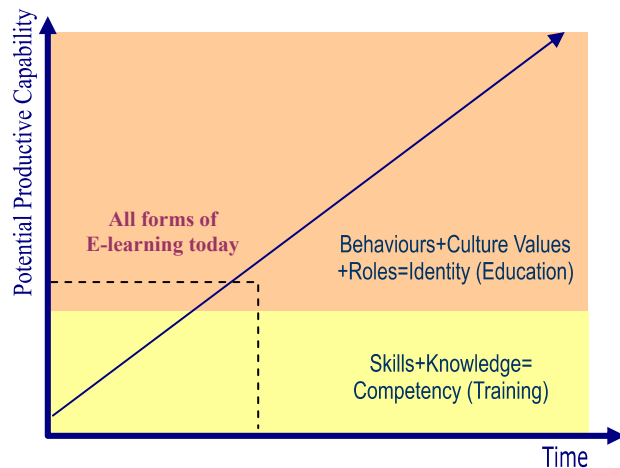 Potential Productive Capability
All forms of
E-learning today
Behaviours+Culture Values
+Roles=Identity (Education)
Skills+Knowledge=
Competency (Training)
Time